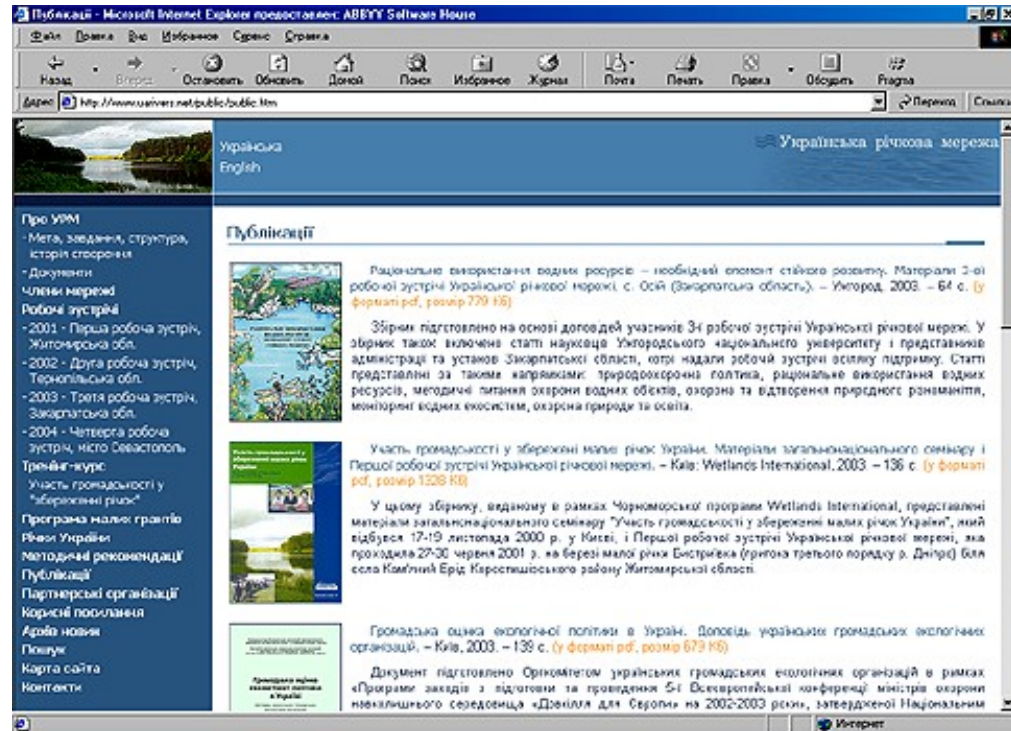 Публікації - Microsoft Internet Explorer предоставлен: ABBYY Software House
Файл Правка Вид Избранное Сервис Справка
Назад Вперед Остановить Обновить Домой Поиск Избранное Журнал Почта Печать Правка Обсудить Pragma
Адрес http://www.uarivers.net/public/public.htm Переход Ссылки
Українська
English
Українська річкова мережа
Про УРМ
- Мета, завдання, структура,
історія створення
- Документи
Члени мережі
Робочі зустрічі
- 2001 - Перша робоча зустріч,
Житомирська обл.
- 2002 - Друга робоча зустріч,
Тернопільська обл.
- 2003 - Третя робоча зустріч,
Закарпатська обл.
- 2004 - Четверта робоча
зустріч, місто Севастополь
Тренінг-курс
Участь громадськості у
"збереженні річок"
Програма малих грантів
Річки України
Методичні рекомендації
Публікації
Партнерські організації
Корисні посилання
Архів новин
Пошук
Карта сайта
Контакти
Публікації
Раціональне використання водних ресурсів – необхідний елемент стійкого розвитку. Матеріали 3-ої
робочої зустрічі Української річкової мережі. с. Осій (Закарпатська область). – Ужгород, 2003. – 64 с. (у
форматі pdf, розмір 779 Кб)
Збірник підготовлено на основі доповідей учасників 3-ї робочої зустрічі Української річкової мережі. У
збірник також включено статті науковців Ужгородського національного університету і представників
адміністрації та установ Закарпатської області, котрі надали робочій зустрічі всіляку підтримку. Статті
представлені за такими напрямками: природоохоронна політика, раціональне використання водних
ресурсів, методичні питання охорони водних об'єктів, охорона та відтворення природного різноманіття,
моніторинг водних екосистем, охорона природи та освіта.
Участь громадськості у
збереженні малих річок
України
Участь громадськості у збережені малих річок України. Матеріали загальнонаціонального семінару і
Першої робочої зустрічі Української річкової мережі. – Київ: Wetlands International, 2003. – 136 с. (у форматі
pdf, розмір 1328 Кб)
У цьому збірнику, виданому в рамках Чорноморської програми Wetlands International, представлені
матеріали загальнонаціонального семінару "Участь громадськості у збереженні малих річок України", який
відбувся 17-19 листопада 2000 р. у Києві, і Першої робочої зустрічі Української річкової мережі, яка
проходила 27-30 червня 2001 р. на березі малої річки Бистріївка (притока третього порядку р. Дніпро) біля
села Кам'яний Брід Коростишівського району Житомирської області.
Громадська оцінка
екологічної політики
в Україні
Громадська оцінка екологічної політики в Україні. Доповідь українських громадських екологічних
організацій. – Київ, 2003. – 139 с. (у форматі pdf, розмір 679 Кб)
Документ підготовлено Оргкомітетом українських громадських екологічних організацій в рамках
«Програми заходів з підготовки та проведення 5-ї Всеєвропейської конференції міністрів охорони
навколишнього середовища «Довкілля для Європи» на 2002-2003 роки», затвердженої Національним
Интернет